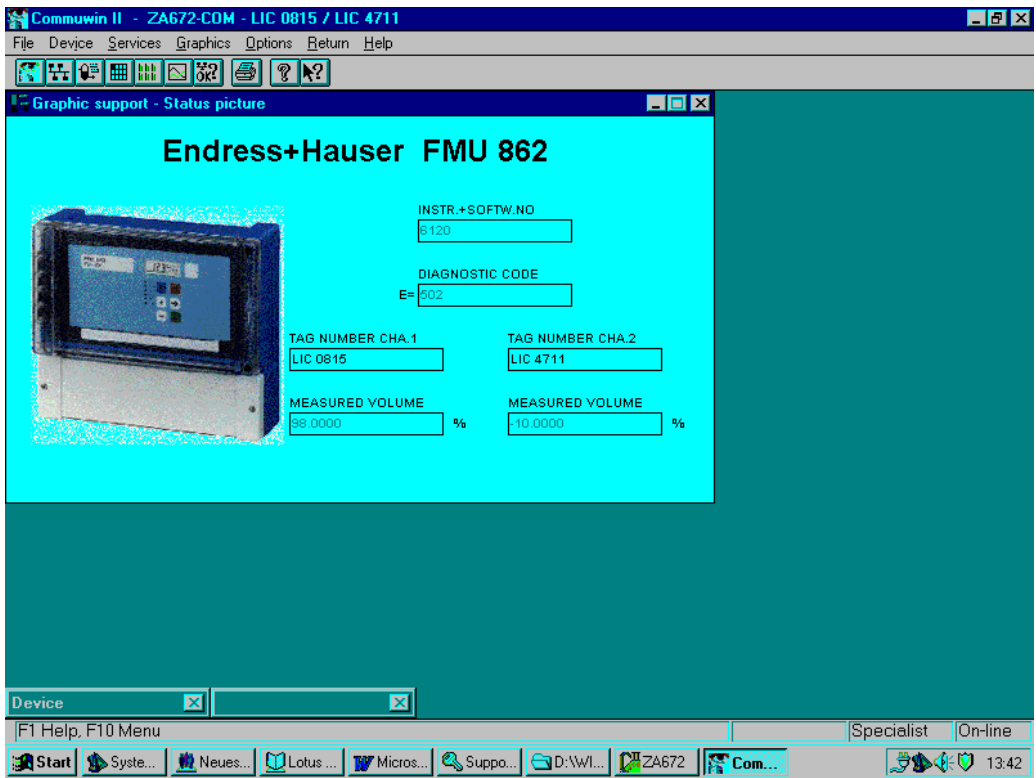 Commuwin II - ZA672-COM - LIC 0815 / LIC 4711
File Device Services Graphics Options Return Help
OK?
Graphic support - Status picture
Endress+Hauser FMU 862
INSTR.+SOFTW.NO
6120
DIAGNOSTIC CODE
E= 502
TAG NUMBER CHA.1 TAG NUMBER CHA.2
LIC 0815 LIC 4711
MEASURED VOLUME MEASURED VOLUME
98.0000 % -10.0000 %
Device
F1 Help, F10 Menu Specialist On-line
Start Syste... Neues... Lotus ... Micros... Suppo... D:\WI... ZA672 Com... 13:42